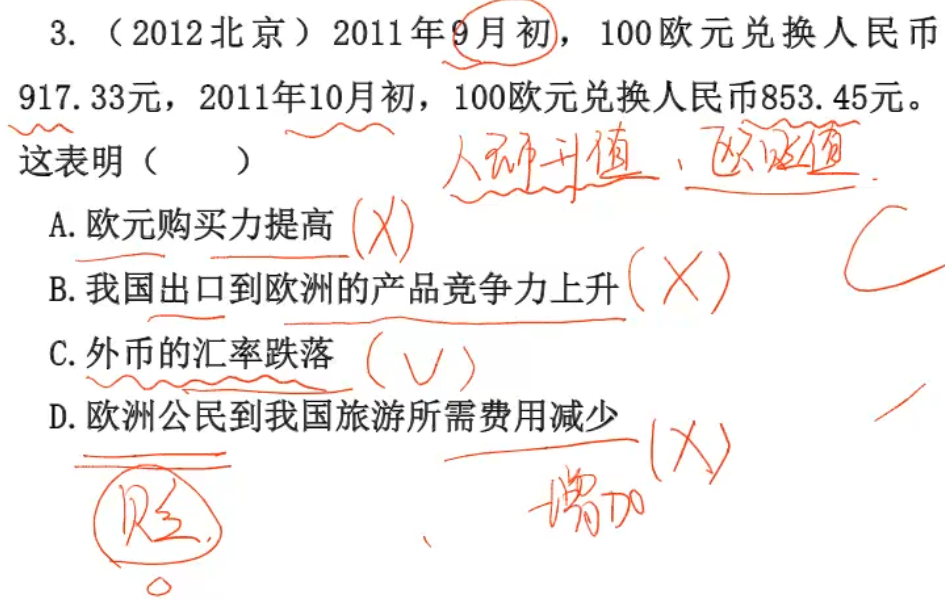 3.（2012北京）2011年9月初，100欧元兑换人民币
917.33元，2011年10月初，100欧元兑换人民币853.45元。
这表明（　　）
人民币升值、欧贬值.
A.欧元购买力提高（X）
B.我国出口到欧洲的产品竞争力上升（X）
C
C.外币的汇率跌落（√）
D.欧洲公民到我国旅游所需费用减少（X）
贬
增加